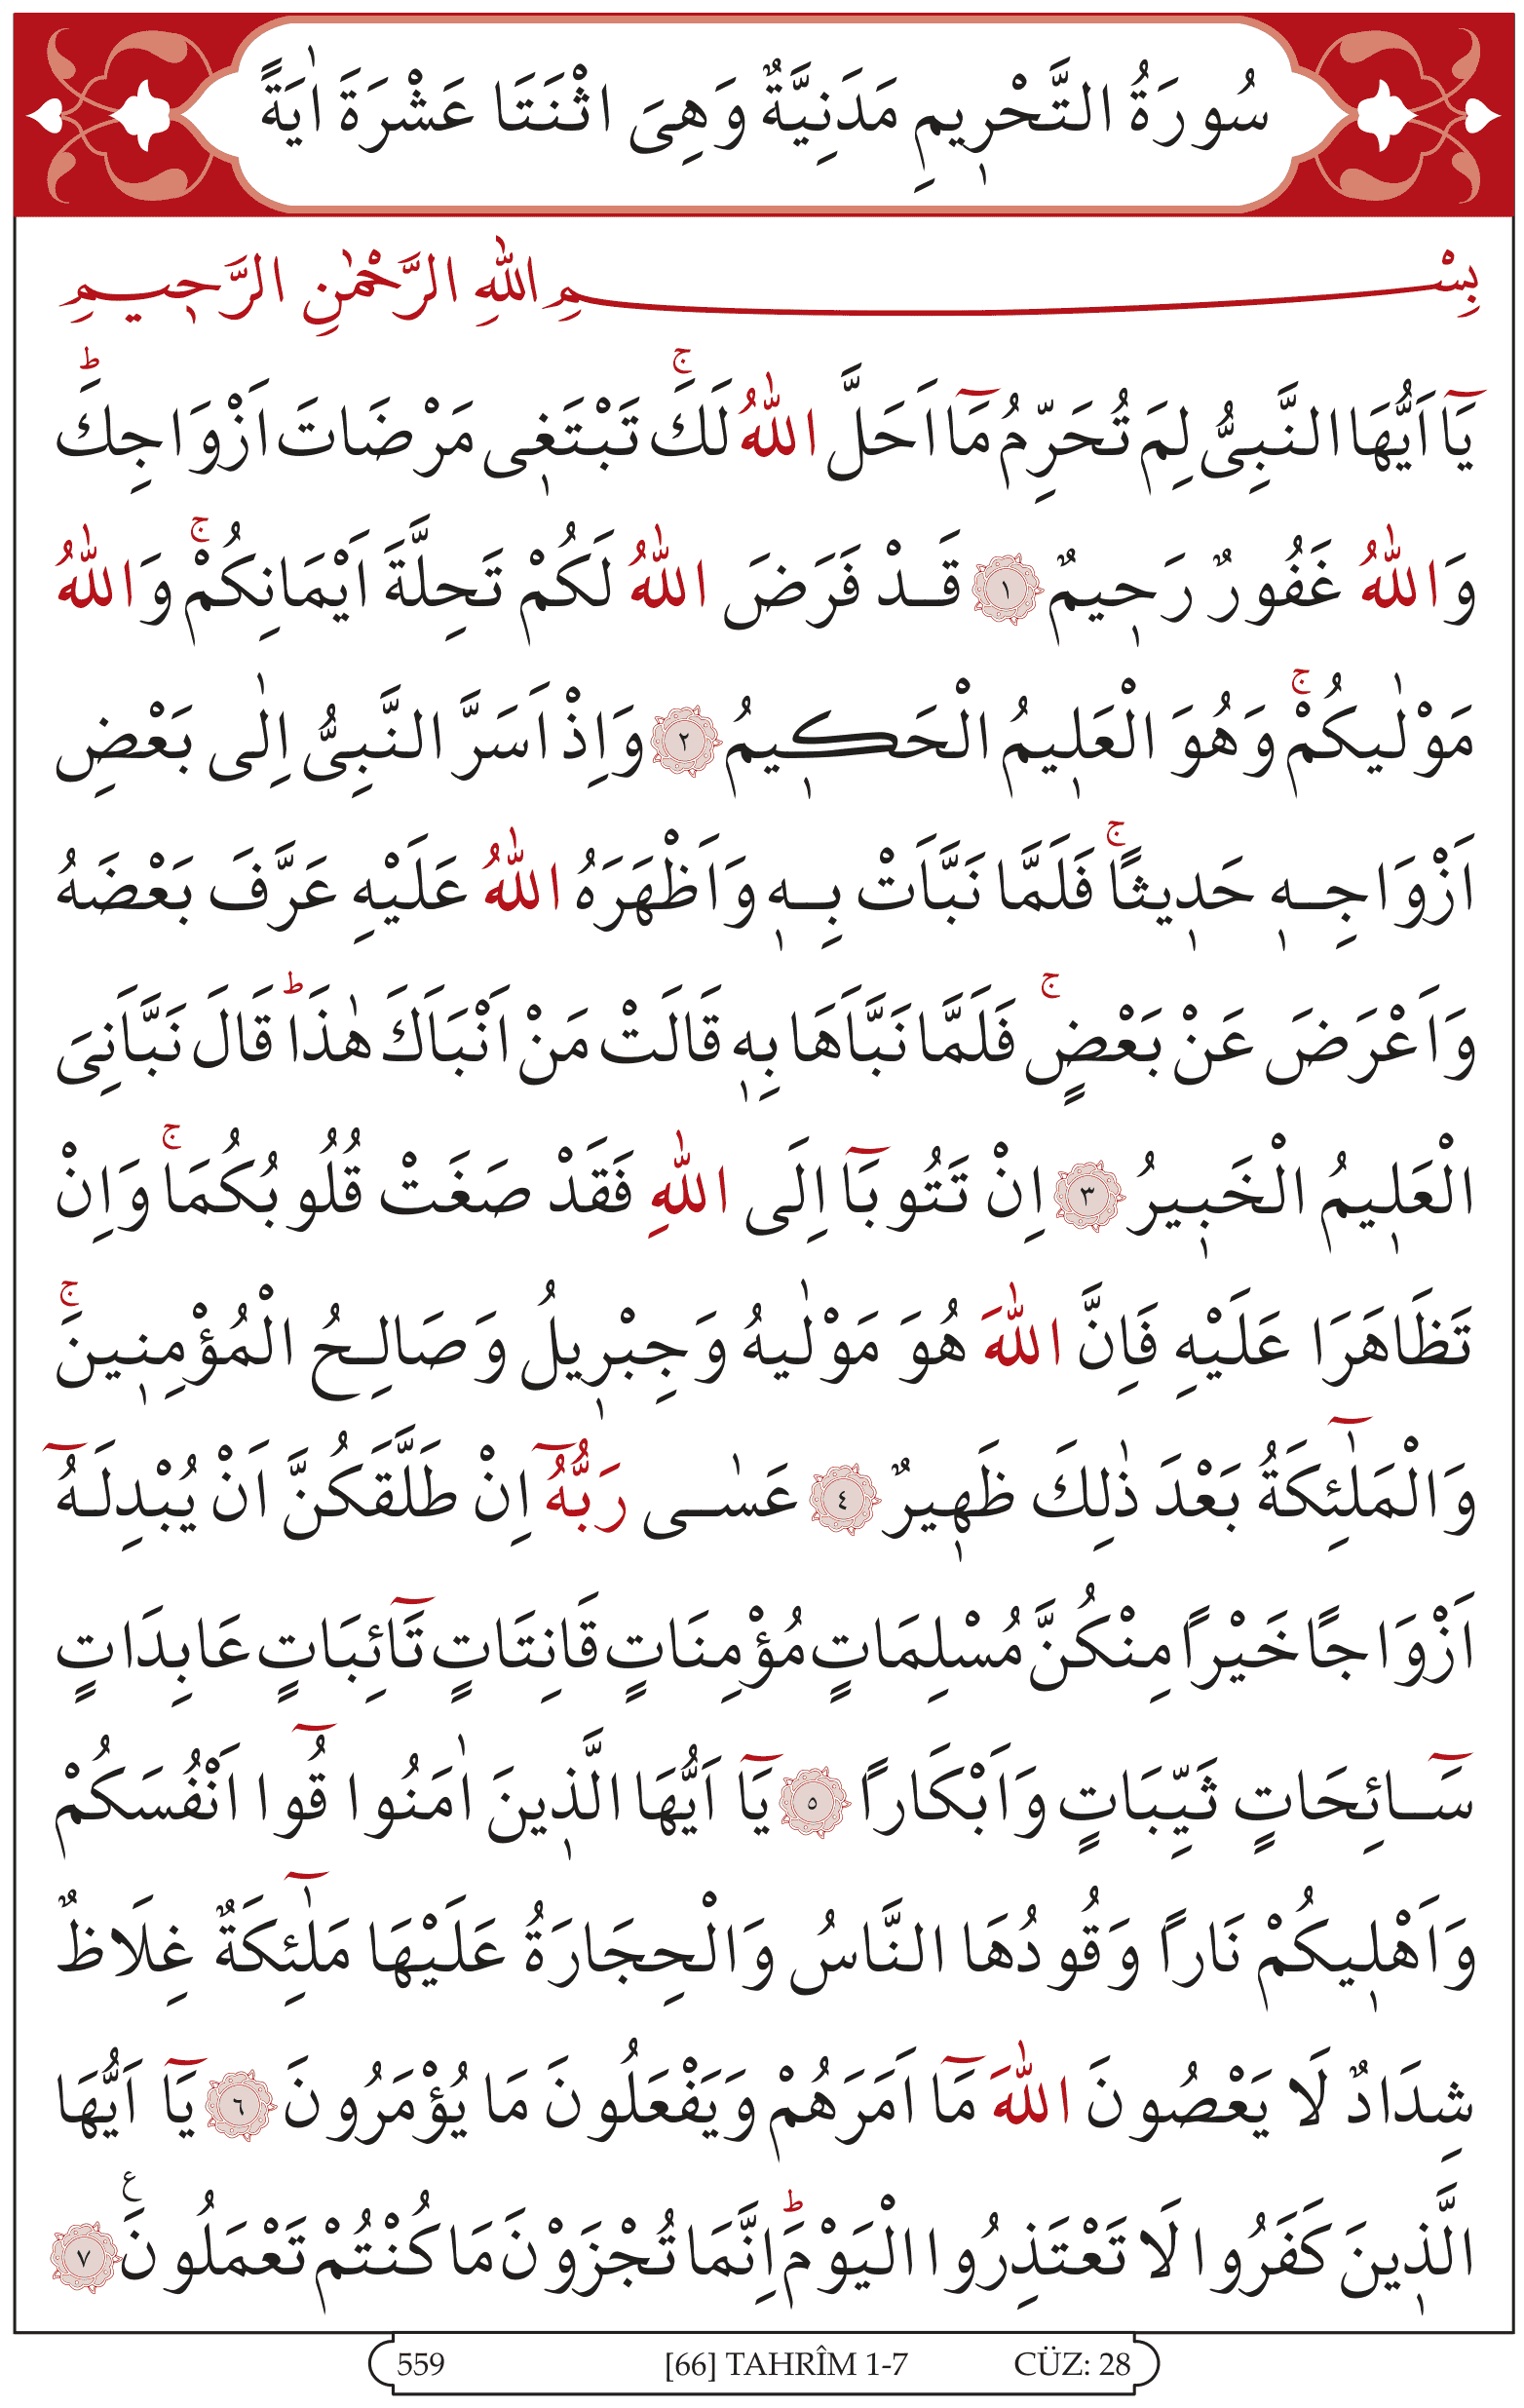 سُورَةُ التَّحْر۪يمِ مَدَنِيَّةٌ وَهِىَ اثْنَتَا عَشْرَةَ اٰيَةً
بِسْمِ اللّٰهِ الرَّحْمٰنِ الرَّح۪يمِ
يَٓا اَيُّهَا النَّبِىُّ لِمَ تُحَرِّمُ مَٓا اَحَلَّ اللّٰهُ لَكَۚ تَبْتَغ۪ى مَرْضَاتَ اَزْوَاجِكَۜ
وَاللّٰهُ غَفُورٌ رَح۪يمٌ ﴿١﴾ قَدْ فَرَضَ اللّٰهُ لَكُمْ تَحِلَّةَ اَيْمَانِكُمْۚ وَاللّٰهُ
مَوْلٰيكُمْۚ وَهُوَ الْعَل۪يمُ الْحَك۪يمُ ﴿٢﴾ وَاِذْ اَسَرَّ النَّبِىُّ اِلٰى بَعْضِ
اَزْوَاجِه۪ حَد۪يثًاۚ فَلَمَّا نَبَّاَتْ بِه۪ وَاَظْهَرَهُ اللّٰهُ عَلَيْهِ عَرَّفَ بَعْضَهُ
وَاَعْرَضَ عَنْ بَعْضٍۚ فَلَمَّا نَبَّاَهَا بِه۪ قَالَتْ مَنْ اَنْبَاَكَ هٰذَاۜ قَالَ نَبَّاَنِىَ
الْعَل۪يمُ الْخَب۪يرُ ﴿٣﴾ اِنْ تَتُوبَٓا اِلَى اللّٰهِ فَقَدْ صَغَتْ قُلُوبُكُمَاۚ وَاِنْ
تَظَاهَرَا عَلَيْهِ فَاِنَّ اللّٰهَ هُوَ مَوْلٰيهُ وَجِبْر۪يلُ وَصَالِحُ الْمُؤْمِن۪ينَۚ
وَالْمَلٰٓئِكَةُ بَعْدَ ذٰلِكَ ظَه۪يرٌ ﴿٤﴾ عَسٰى رَبُّهُٓ اِنْ طَلَّقَكُنَّ اَنْ يُبْدِلَهُٓ
اَزْوَاجًا خَيْرًا مِنْكُنَّ مُسْلِمَاتٍ مُؤْمِنَاتٍ قَانِتَاتٍ تَٓائِبَاتٍ عَابِدَاتٍ
سَٓائِحَاتٍ ثَيِّبَاتٍ وَاَبْكَارًا ﴿٥﴾ يَٓا اَيُّهَا الَّذ۪ينَ اٰمَنُوا قُٓوا اَنْفُسَكُمْ
وَاَهْل۪يكُمْ نَارًا وَقُودُهَا النَّاسُ وَالْحِجَارَةُ عَلَيْهَا مَلٰٓئِكَةٌ غِلَاظٌ
شِدَادٌ لَا يَعْصُونَ اللّٰهَ مَٓا اَمَرَهُمْ وَيَفْعَلُونَ مَا يُؤْمَرُونَ ﴿٦﴾ يَٓا اَيُّهَا
الَّذ۪ينَ كَفَرُوا لَا تَعْتَذِرُوا الْيَوْمَۜ اِنَّمَا تُجْزَوْنَ مَا كُنْتُمْ تَعْمَلُونَ۟ ﴿٧﴾
559 [66] TAHRÎM 1-7 CÜZ: 28